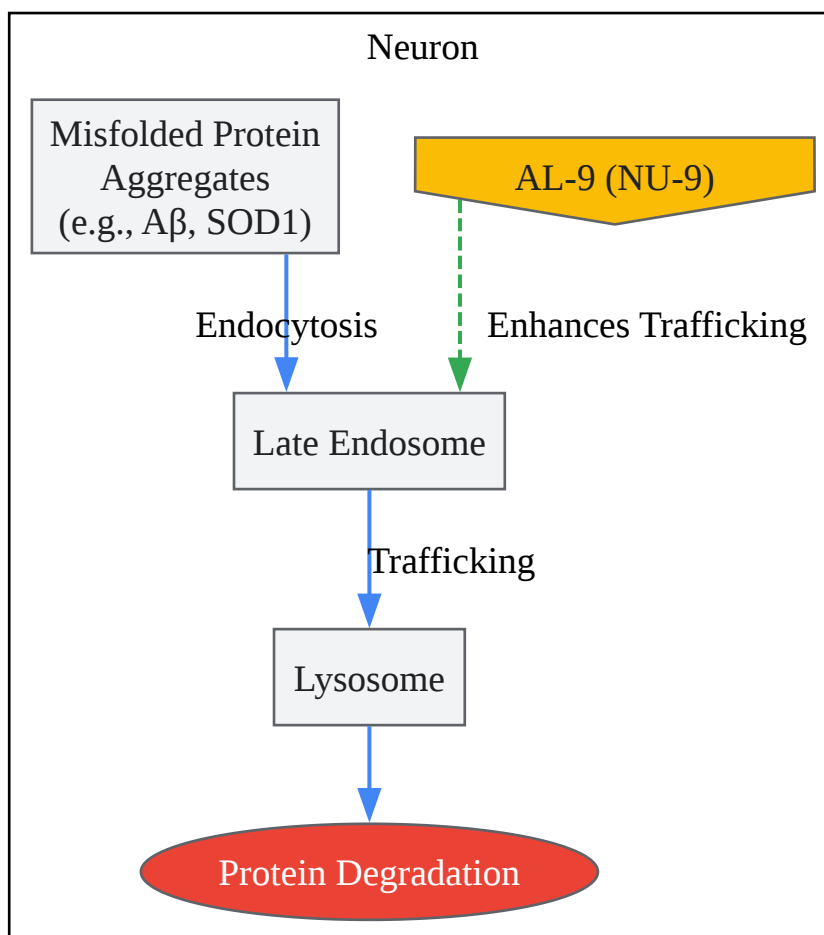 Neuron
Misfolded Protein
Aggregates
(e.g., Aβ, SOD1)
AL-9 (NU-9)
Endocytosis
Enhances Trafficking
Late Endosome
Trafficking
Lysosome
Protein Degradation